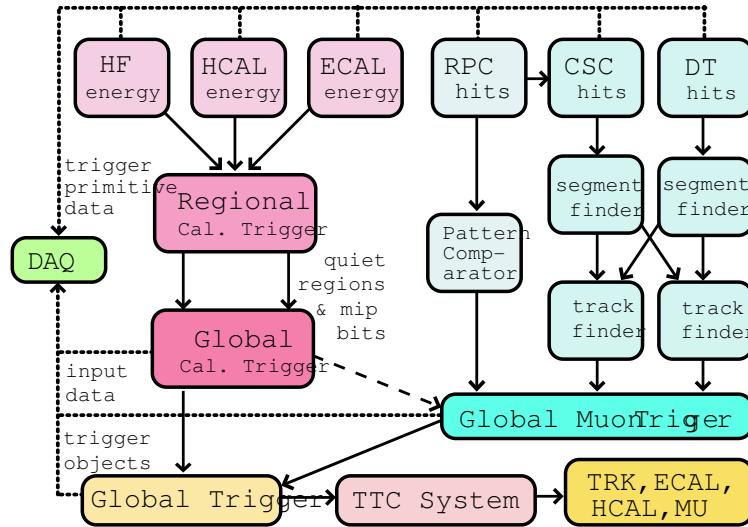 HF
energy
HCAL
energy
ECAL
energy
RPC
hits
CSC
hits
DT
hits
trigger
primitive
data
Regional
Cal. Trigger
segment
finder
segment
finder
Pattern
Comp-
arator
DAQ
quiet
regions
& mip
bits
Global
Cal. Trigger
track
finder
track
finder
input
data
Global Muon Trigger
trigger
objects
Global Trigger
TTC System
TRK,ECAL,
HCAL,MU